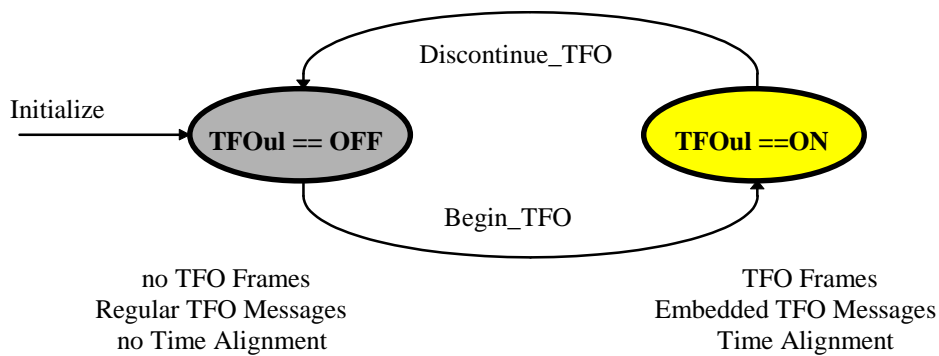 Discontinue_TFO
Initialize
TFOul == OFF
TFOul ==ON
Begin_TFO
no TFO Frames
Regular TFO Messages
no Time Alignment
TFO Frames
Embedded TFO Messages
Time Alignment